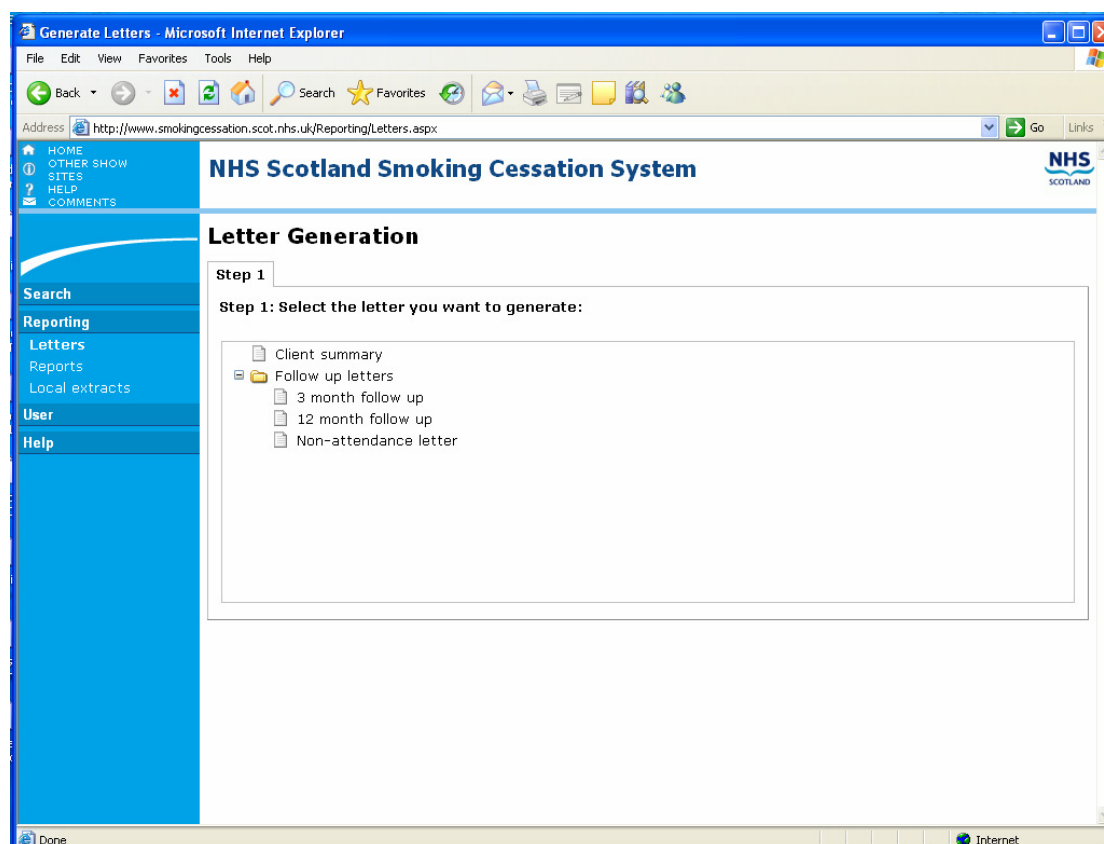 Generate Letters - Microsoft Internet Explorer
File Edit View Favorites Tools Help
Back Search Favorites
Address http://www.smokingcessation.scot.nhs.uk/Reporting/Letters.aspx Go Links
HOME
OTHER SHOW
SITES
HELP
COMMENTS
NHS Scotland Smoking Cessation System
NHS
SCOTLAND
Letter Generation
Step 1
Search
Reporting
Letters
Reports
Local extracts
User
Help
Step 1: Select the letter you want to generate:
Client summary
Follow up letters
3 month follow up
12 month follow up
Non-attendance letter
Done Internet